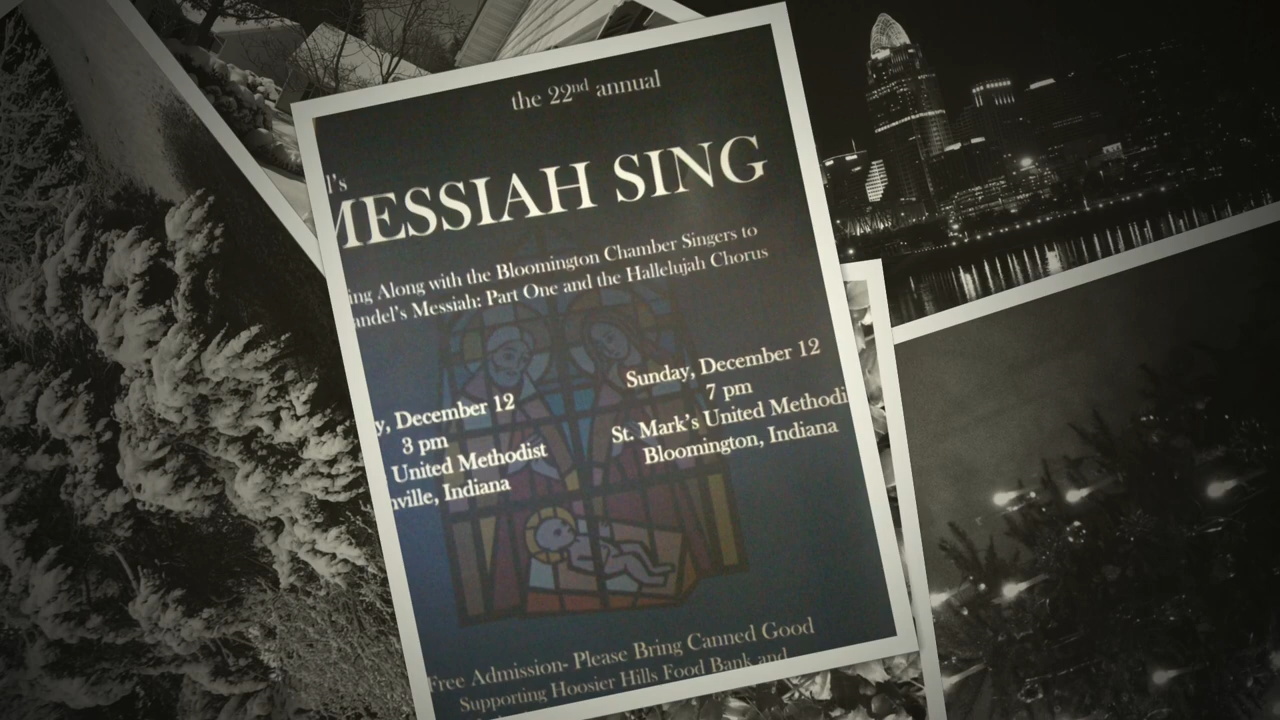 the 22nd annual
l's
MESSIAH SING
ing Along with the Bloomington Chamber Singers to
andel's Messiah: Part One and the Hallelujah Chorus
y, December 12
3 pm
United Methodist
nville, Indiana
Sunday, December 12
7 pm
St. Mark's United Methodi
Bloomington, Indiana
Free Admission- Please Bring Canned Good
Supporting Hoosier Hills Food Bank and